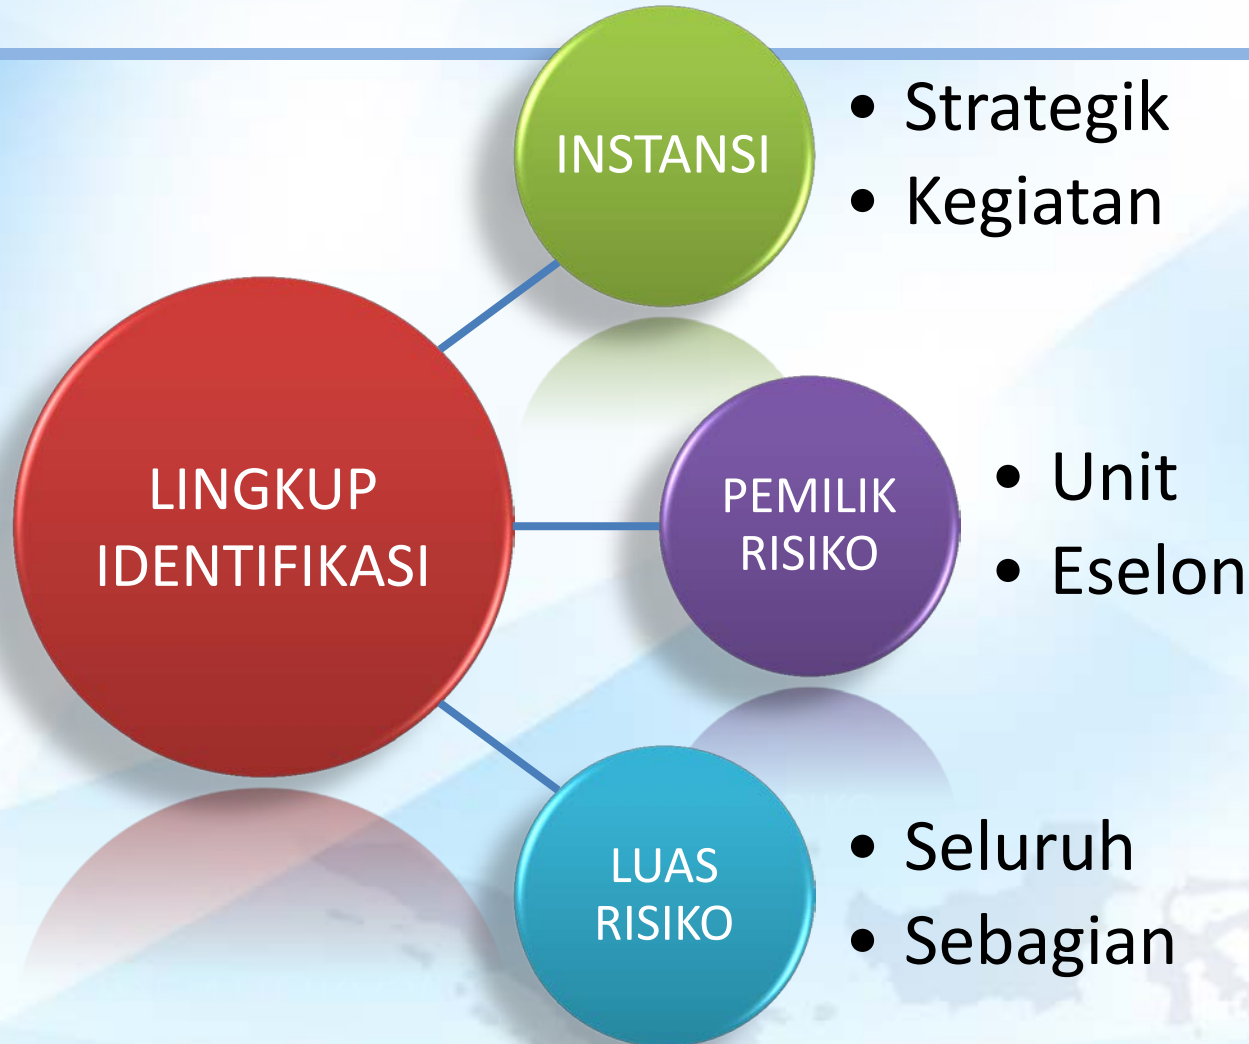 INSTANSI
• Strategik
• Kegiatan
LINGKUP
IDENTIFIKASI
PEMILIK
RISIKO
• Unit
• Eselon
LUAS
RISIKO
• Seluruh
• Sebagian